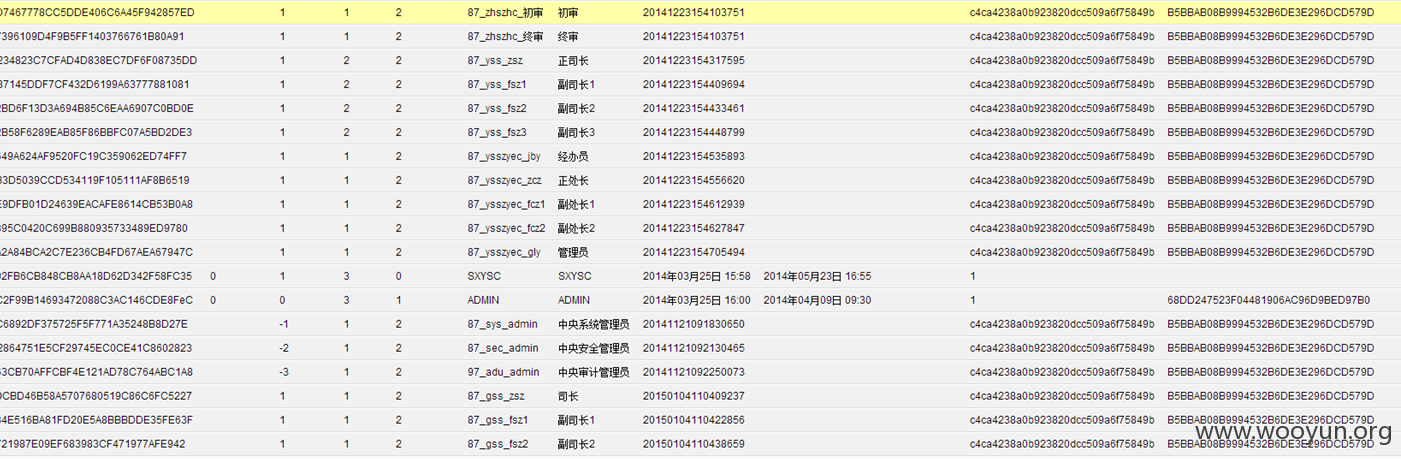 D7467778CC5DDE406C6A45F942857ED 1 1 2 87_zhszhc_初审 初审 20141223154103751 c4ca4238a0b923820dcc509a6f75849b B5BBAB08B9994532B6DE3E296DCD579D
7396109D4F9B5FF1403766761B80A91 1 1 2 87_zhszhc_终审 终审 20141223154103751 c4ca4238a0b923820dcc509a6f75849b B5BBAB08B9994532B6DE3E296DCD579D
234823C7CFAD4D838EC7DF6F08735DD 1 2 2 87_yss_zsz 正司长 20141223154317595 c4ca4238a0b923820dcc509a6f75849b B5BBAB08B9994532B6DE3E296DCD579D
37145DDF7CF432D6199A63777881081 1 2 2 87_yss_fsz1 副司长1 20141223154409694 c4ca4238a0b923820dcc509a6f75849b B5BBAB08B9994532B6DE3E296DCD579D
2BD6F13D3A694B85C6EAA6907C0BD0E 1 2 2 87_yss_fsz2 副司长2 20141223154433461 c4ca4238a0b923820dcc509a6f75849b B5BBAB08B9994532B6DE3E296DCD579D
2B58F6289EAB85F86BBFC07A5BD2DE3 1 2 2 87_yss_fsz3 副司长3 20141223154448799 c4ca4238a0b923820dcc509a6f75849b B5BBAB08B9994532B6DE3E296DCD579D
649A624AF9520FC19C359062ED74FF7 1 1 2 87_ysszyec_jby 经办员 20141223154535893 c4ca4238a0b923820dcc509a6f75849b B5BBAB08B9994532B6DE3E296DCD579D
33D5039CCD534119F105111AF8B6519 1 1 2 87_ysszyec_zcz 正处长 20141223154556620 c4ca4238a0b923820dcc509a6f75849b B5BBAB08B9994532B6DE3E296DCD579D
E9DFB01D24639EACAFE8614CB53B0A8 1 1 2 87_ysszyec_fcz1 副处长1 20141223154612939 c4ca4238a0b923820dcc509a6f75849b B5BBAB08B9994532B6DE3E296DCD579D
395C0420C699B880935733489ED9780 1 1 2 87_ysszyec_fcz2 副处长2 20141223154627847 c4ca4238a0b923820dcc509a6f75849b B5BBAB08B9994532B6DE3E296DCD579D
A2A84BCA2C7E236CB4FD67AEA67947C 1 1 2 87_ysszyec_gly 管理员 20141223154705494 c4ca4238a0b923820dcc509a6f75849b B5BBAB08B9994532B6DE3E296DCD579D
02FB6CB848CB8AA18D62D342F58FC35 0 1 3 0 SXYSC SXYSC 2014年03月25日 15:58 2014年05月23日 16:55 1
C2F99B14693472088C3AC146CDE8FeC 0 0 3 1 ADMIN ADMIN 2014年03月25日 16:00 2014年04月09日 09:30 1 68DD247523F04481906AC96D9BED97B0
C6892DF375725F5F771A35248B8D27E -1 1 2 87_sys_admin 中央系统管理员 20141121091830650 c4ca4238a0b923820dcc509a6f75849b B5BBAB08B9994532B6DE3E296DCD579D
2864751E5CF29745EC0CE41C8602823 -2 1 2 87_sec_admin 中央安全管理员 20141121092130465 c4ca4238a0b923820dcc509a6f75849b B5BBAB08B9994532B6DE3E296DCD579D
63CB70AFFCBF4E121AD78C764ABC1A8 -3 1 2 97_adu_admin 中央审计管理员 20141121092250073 c4ca4238a0b923820dcc509a6f75849b B5BBAB08B9994532B6DE3E296DCD579D
0CBD46B58A5707680519C86C6FC5227 1 1 2 87_gss_zsz 司长 20150104110409237 c4ca4238a0b923820dcc509a6f75849b B5BBAB08B9994532B6DE3E296DCD579D
34E516BA81FD20E5A8BBBDDE35FE63F 1 1 2 87_gss_fsz1 副司长1 20150104110422856 c4ca4238a0b923820dcc509a6f75849b B5BBAB08B9994532B6DE3E296DCD579D
721987E09EF683983CF471977AFE942 1 1 2 87_gss_fsz2 副司长2 20150104110438659 c4ca4238a0b923820dcc509a6f75849b B5BBAB08B9994532B6DE3E296DCD579D
www.wooyun.org